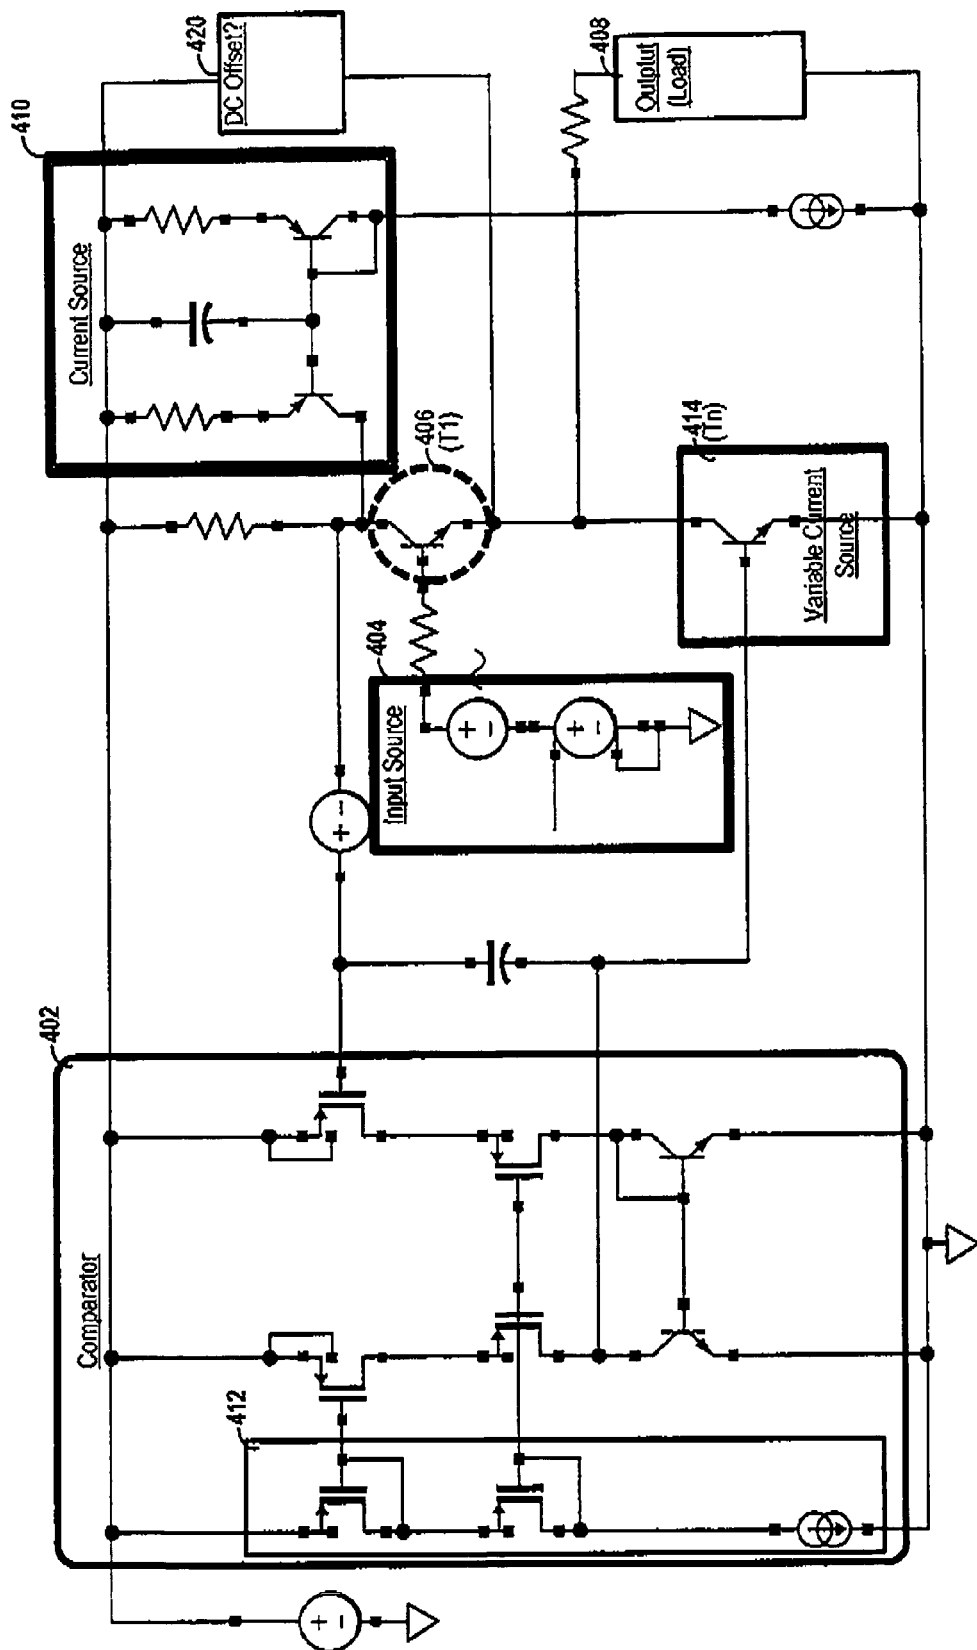 402
Comparator
412
410
Current Source
420
DC Offset?
406
(T1)
404
Input Source
+ −
+ −
+ −
+ −
408
Output
(Load)
414
(Tn)
Variable Current
Source